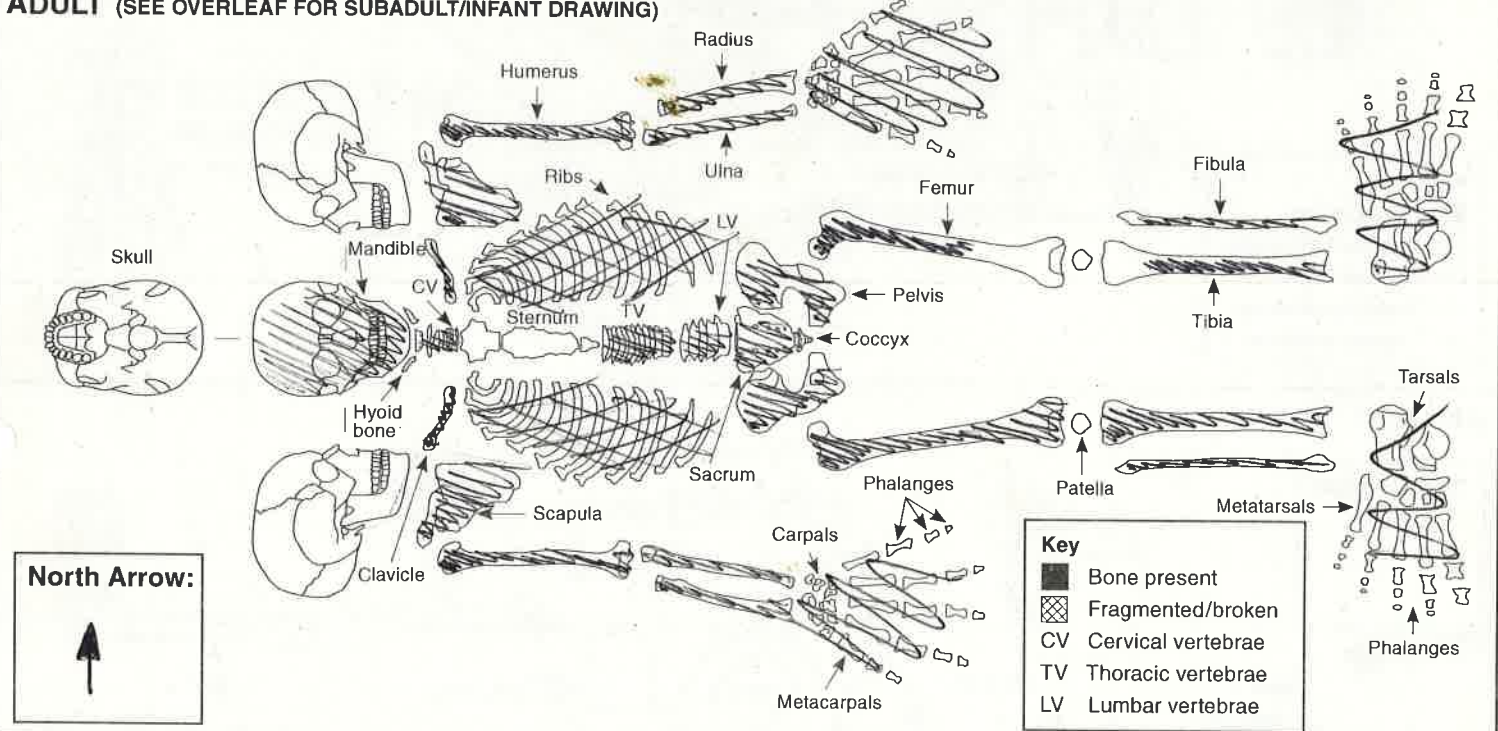 ADULT (SEE OVERLEAF FOR SUBADULT/INFANT DRAWING)
Radius
Humerus
Ulna
Ribs
Fibula
Femur
LV
Mandible
Skull
CV
Pelvis
TV
Sternum
Tibia
Coccyx
Tarsals
Hyoid
bone
Sacrum
Phalanges
Patella
Metatarsals
Scapula
Carpals
Clavicle
North Arrow:
Key
Bone present
Fragmented/broken
CV Cervical vertebrae
TV Thoracic vertebrae
LV Lumbar vertebrae
Phalanges
Metacarpals